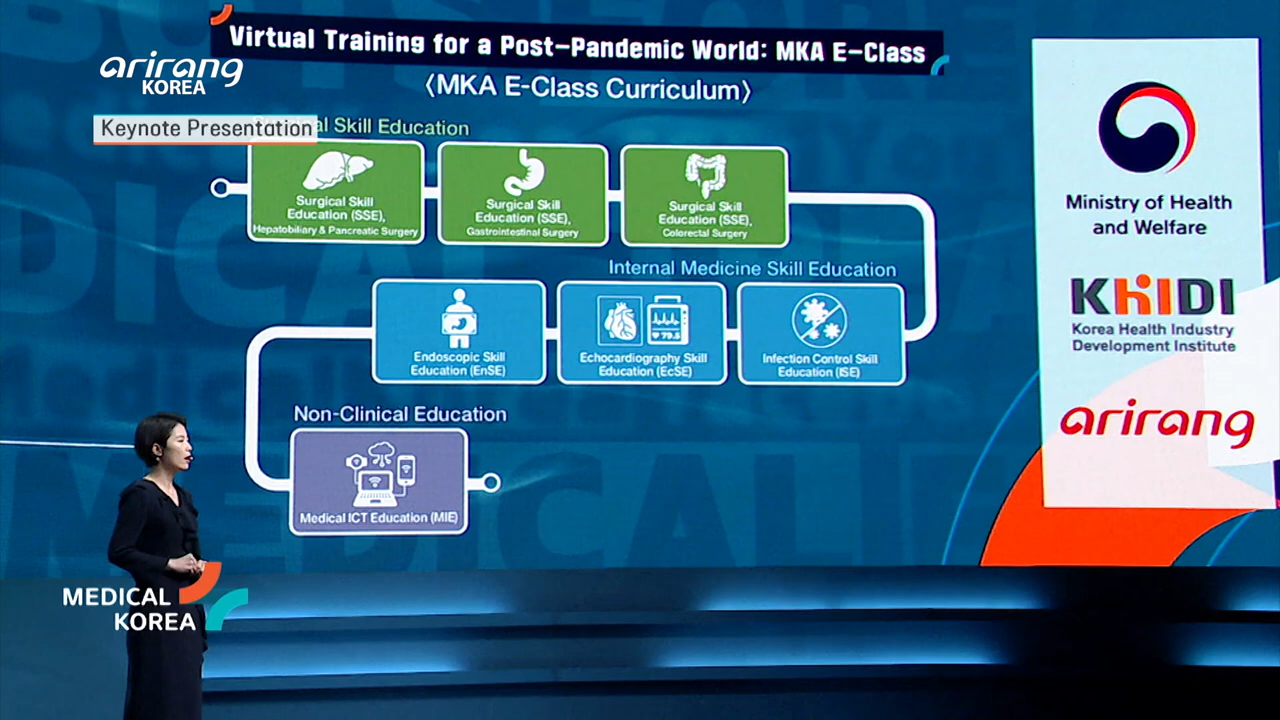 Virtual Training for a Post-Pandemic World: MKA E-Class
〈MKA E-Class Curriculum〉
arirang
KOREA
Keynote Presentation
Skill Education
Surgical Skill
Education (SSE),
Hepatobiliary & Pancreatic Surgery
Surgical Skill
Education (SSE),
Gastrointestinal Surgery
Surgical Skill
Education (SSE),
Colorectal Surgery
Internal Medicine Skill Education
Endoscopic Skill
Education (EnSE)
Echocardiography Skill
Education (EcSE)
79.5
Infection Control Skill
Education (ISE)
Non-Clinical Education
Medical ICT Education (MIE)
Ministry of Health
and Welfare
KHIDI
Korea Health Industry
Development Institute
arirang
MEDICAL
KOREA